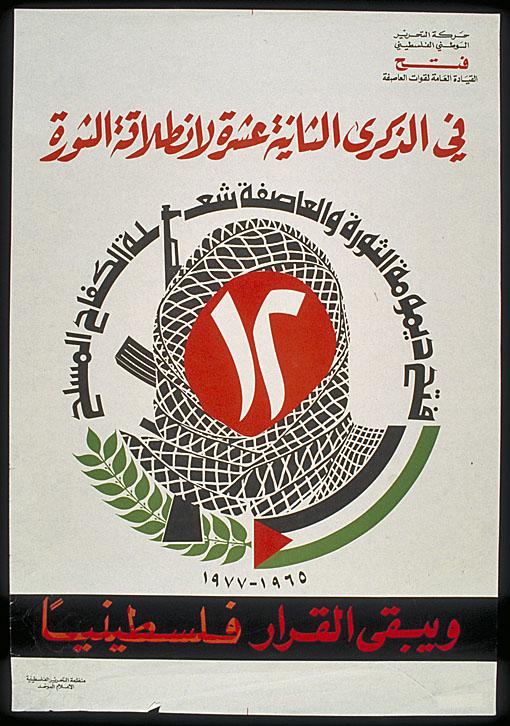 حركة التحرير
الوطني الفلسطيني
فتح
القيادة العامة لقوات العاصفة
في الذكرى الثانية عشرة لانطلاقة الثورة
فتح ديمومة الثورة والعاصفة شعلة الكفاح المسلح
١٢
١٩٦٥-١٩٧٧
ويبقى القرار فلسطينيًا
منظمة التحرير الفلسطينية
الاعلام الموحد